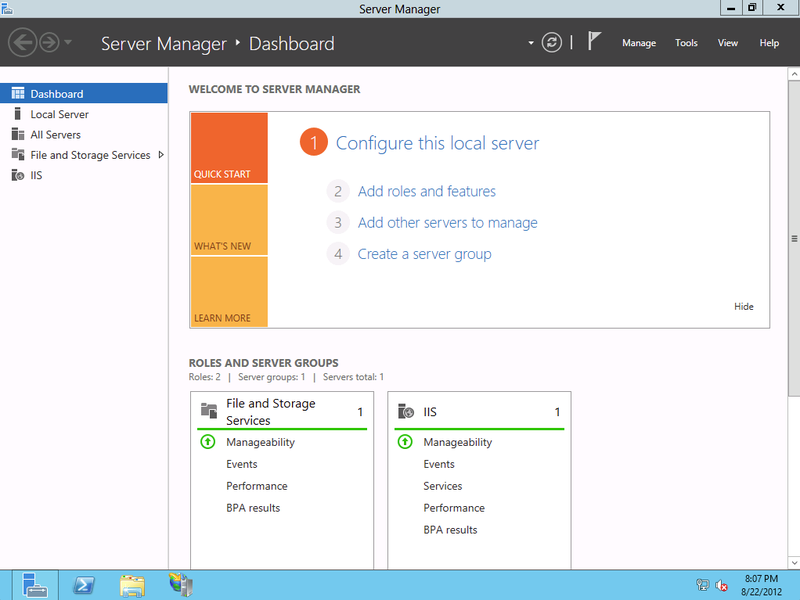 Server Manager
Server Manager ‣ Dashboard
Manage Tools View Help
Dashboard
Local Server
All Servers
File and Storage Services
IIS
WELCOME TO SERVER MANAGER
QUICK START
WHAT'S NEW
LEARN MORE
1 Configure this local server
2 Add roles and features
3 Add other servers to manage
4 Create a server group
Hide
ROLES AND SERVER GROUPS
Roles: 2 | Server groups: 1 | Servers total: 1
File and Storage
Services 1
Manageability
Events
Performance
BPA results
IIS 1
Manageability
Events
Services
Performance
BPA results
8:07 PM
8/22/2012